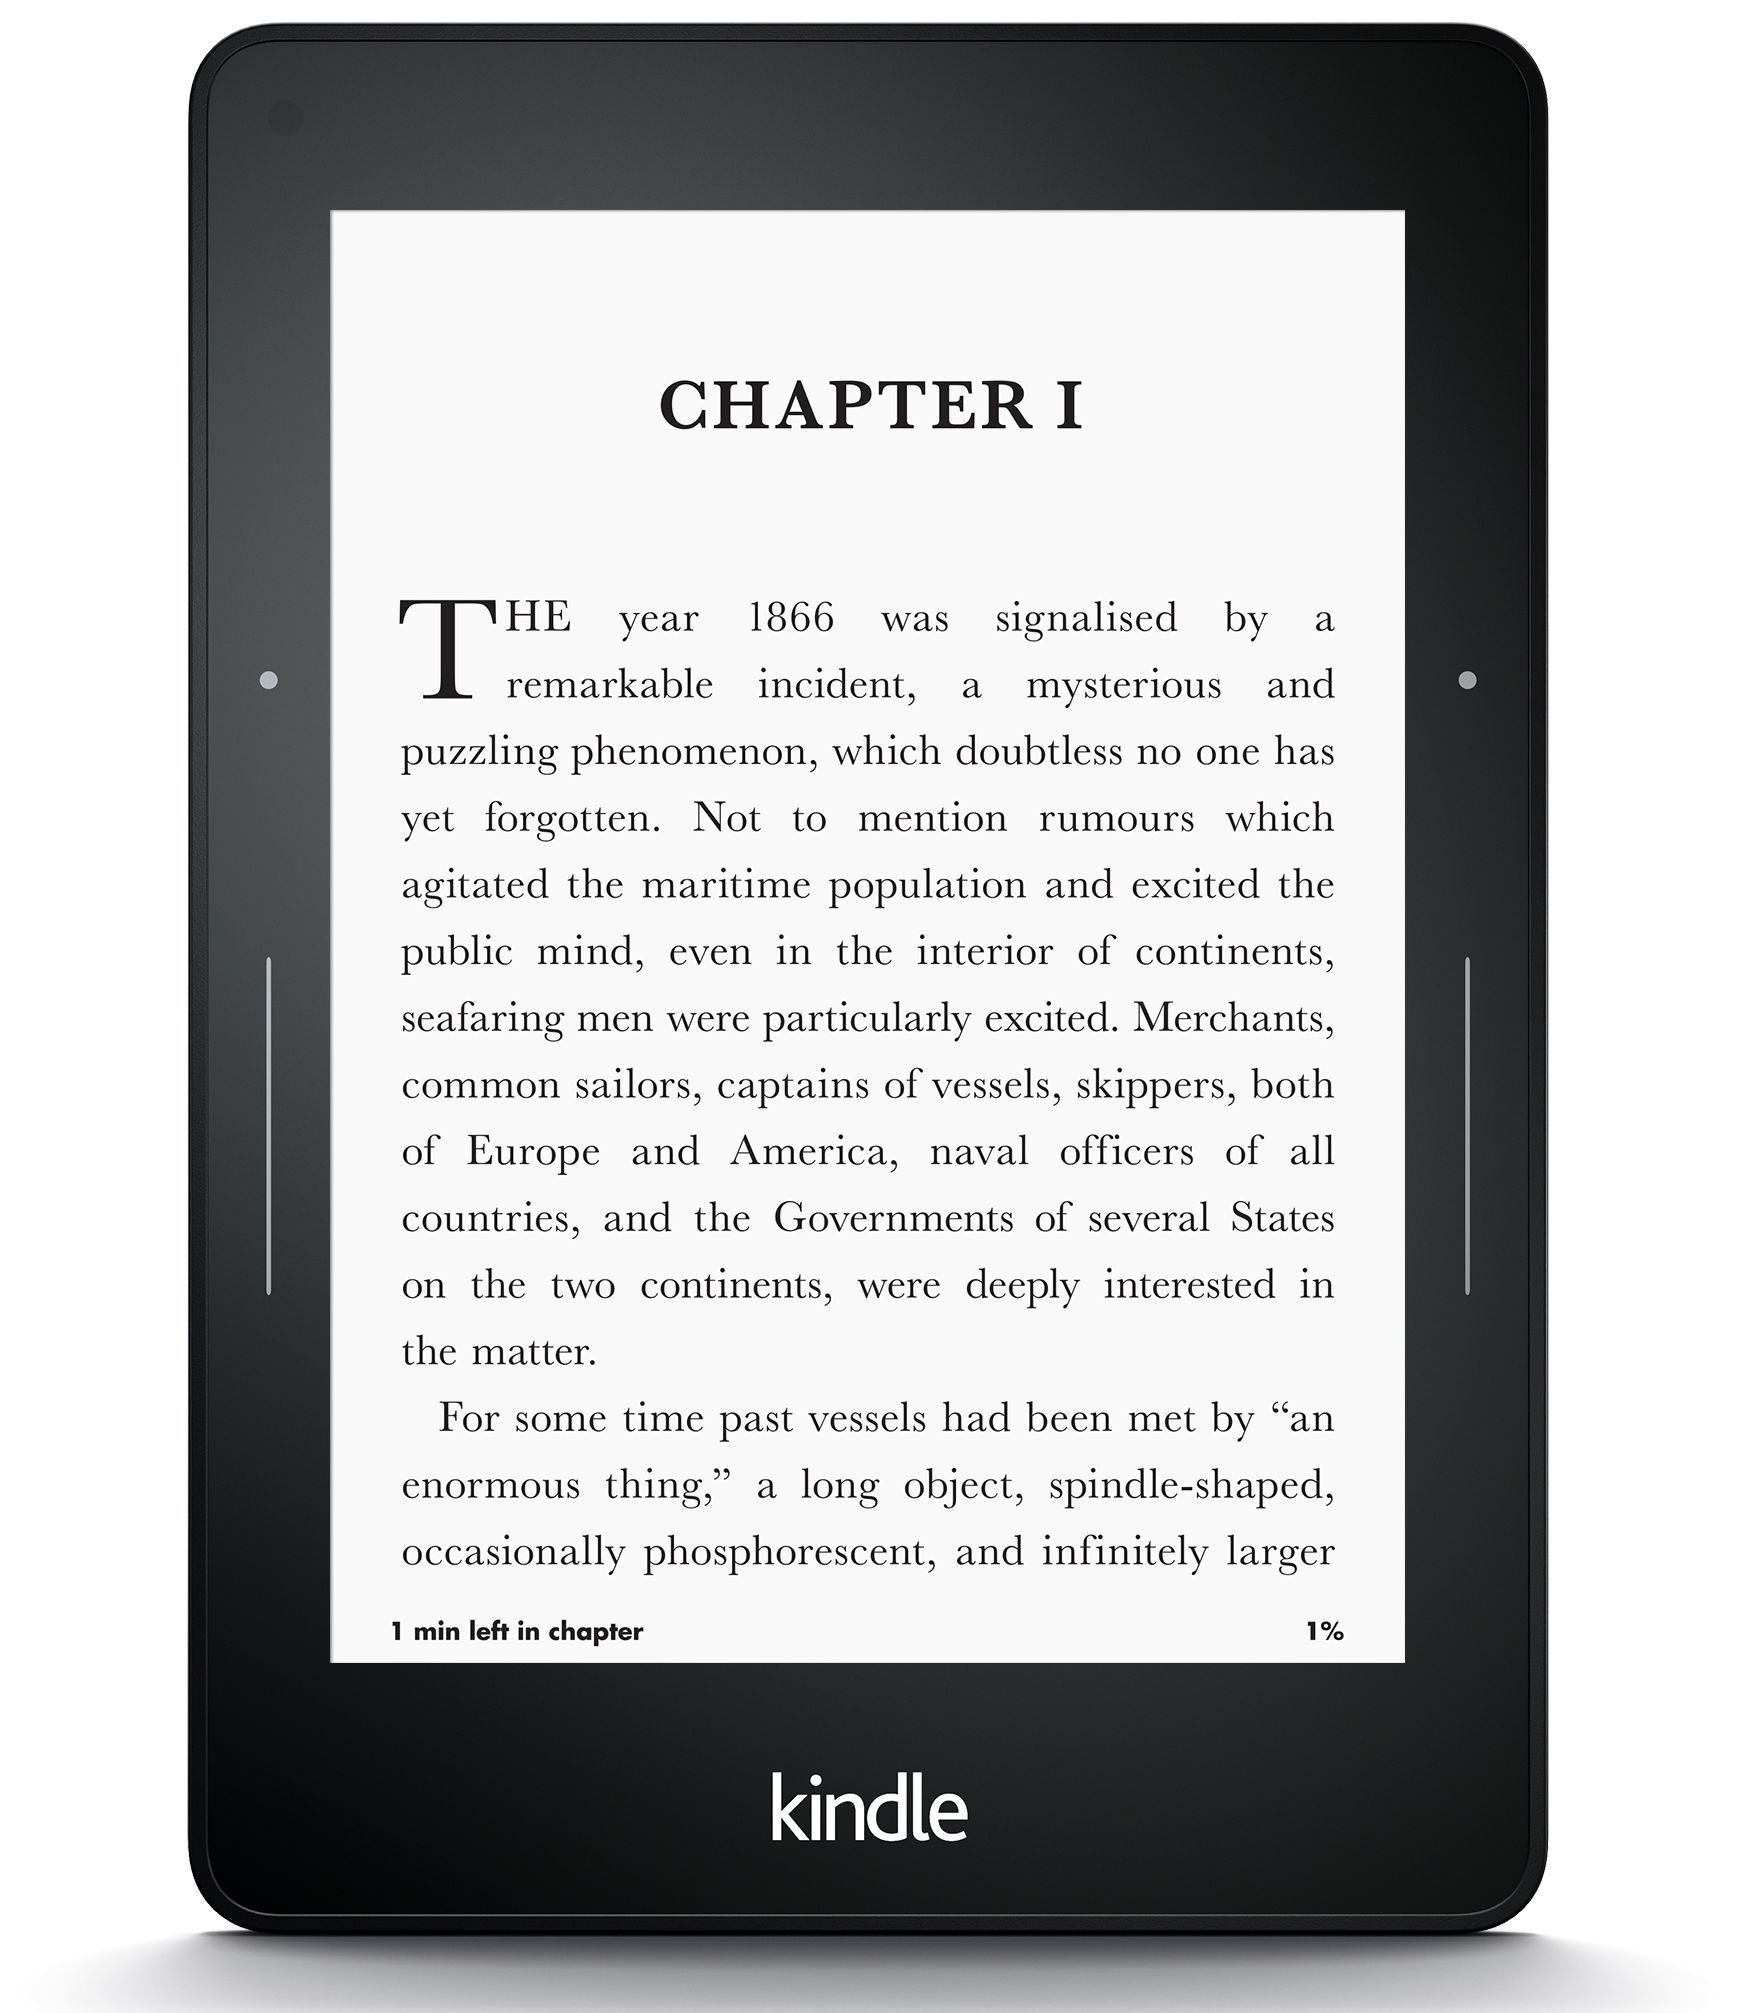 CHAPTER I
THE year 1866 was signalised by a
remarkable incident, a mysterious and
puzzling phenomenon, which doubtless no one has
yet forgotten. Not to mention rumours which
agitated the maritime population and excited the
public mind, even in the interior of continents,
seafaring men were particularly excited. Merchants,
common sailors, captains of vessels, skippers, both
of Europe and America, naval officers of all
countries, and the Governments of several States
on the two continents, were deeply interested in
the matter.
For some time past vessels had been met by “an
enormous thing,” a long object, spindle-shaped,
occasionally phosphorescent, and infinitely larger
1 min left in chapter 1%
kindle